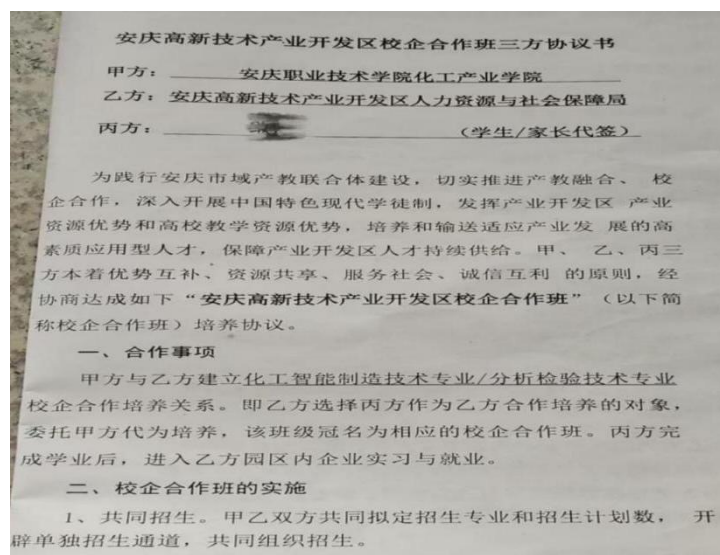 安庆高新技术产业开发区校企合作班三方协议书
甲方：安庆职业技术学院化工产业学院
乙方：安庆高新技术产业开发区人力资源与社会保障局
丙方：（学生/家长代签）
为践行安庆市域产教联合体建设，切实推进产教融合、 校
企合作，深入开展中国特色现代学徒制，发挥产业开发区 产业
资源优势和高校教学资源优势，培养和输送适应产业发 展的高
素质应用型人才，保障产业开发区人才持续供给。甲、 乙、丙三
方本着优势互补、资源共享、服务社会、诚信互利 的原则，经
协商达成如下“安庆高新技术产业开发区校企合作班”（以下简
称校企合作班）培养协议。
一、合作事项
甲方与乙方建立化工智能制造技术专业/分析检验技术专业
校企合作培养关系。即乙方选择丙方作为乙方合作培养的对象，
委托甲方代为培养，该班级冠名为相应的校企合作班。丙方完
成学业后，进入乙方园区内企业实习与就业。
二、校企合作班的实施
1、共同招生。甲乙双方共同拟定招生专业和招生计划数， 开
辟单独招生通道，共同组织招生。